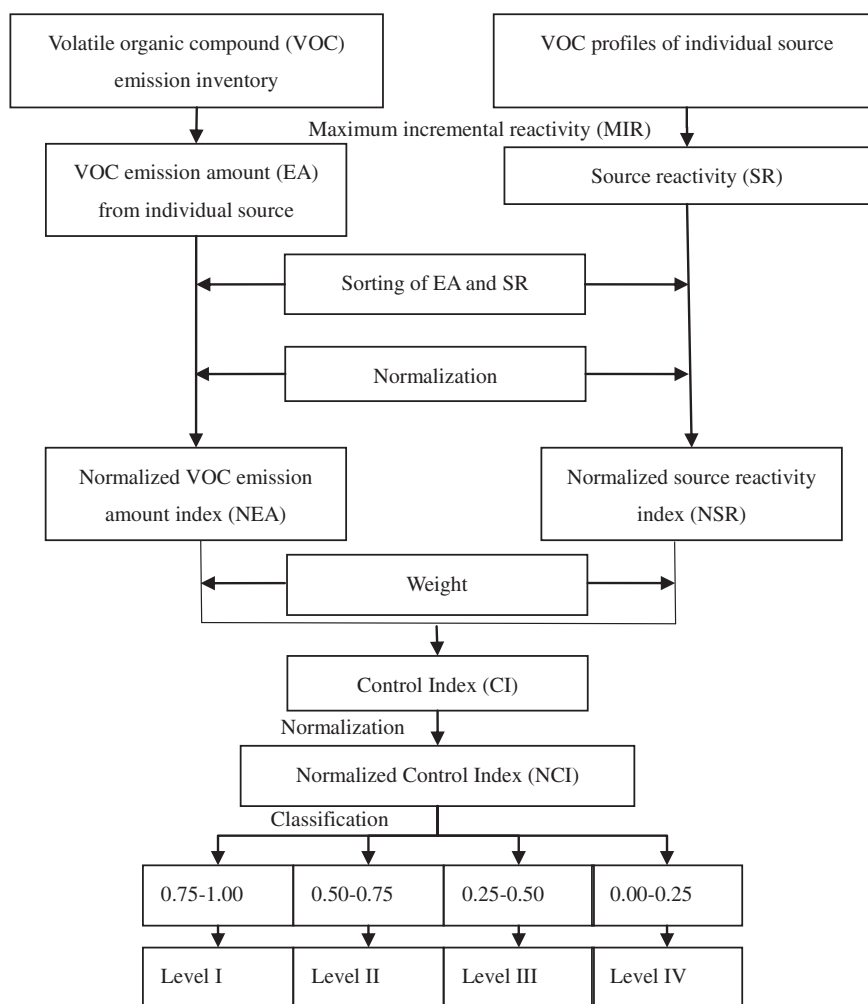 Volatile organic compound (VOC)
emission inventory
VOC profiles of individual source
Maximum incremental reactivity (MIR)
VOC emission amount (EA)
from individual source
Source reactivity (SR)
Sorting of EA and SR
Normalization
Normalized VOC emission
amount index (NEA)
Normalized source reactivity
index (NSR)
Weight
Control Index (CI)
Normalization
Normalized Control Index (NCI)
Classification
0.75-1.00
0.50-0.75
0.25-0.50
0.00-0.25
Level I
Level II
Level III
Level IV